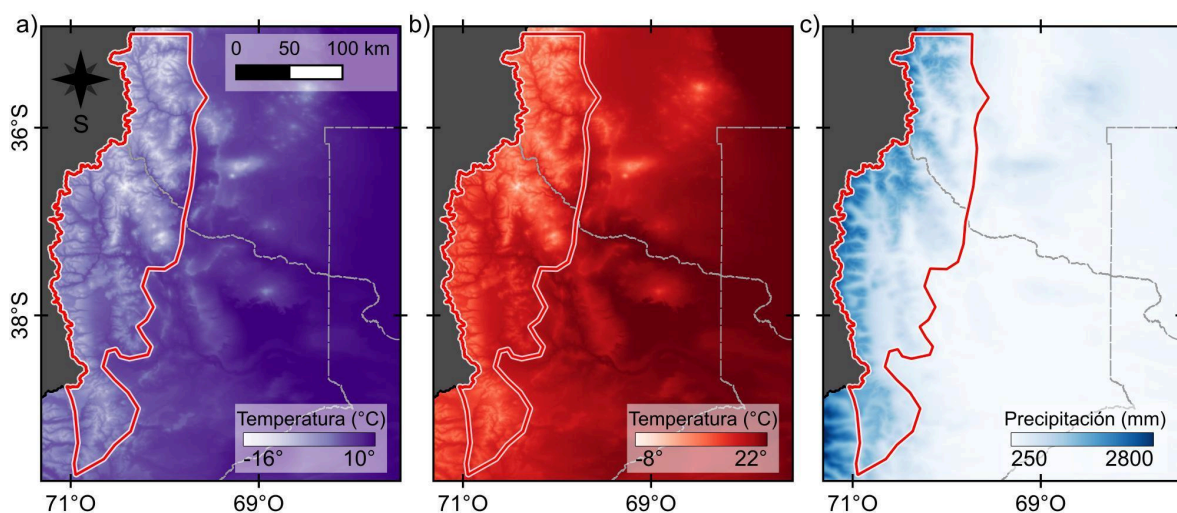 a)
0 50 100 km
S
36°S
38°S
Temperatura (°C)
-16° 10°
71°O 69°O
b)
Temperatura (°C)
-8° 22°
71°O 69°O
c)
Precipitación (mm)
250 2800
71°O 69°O